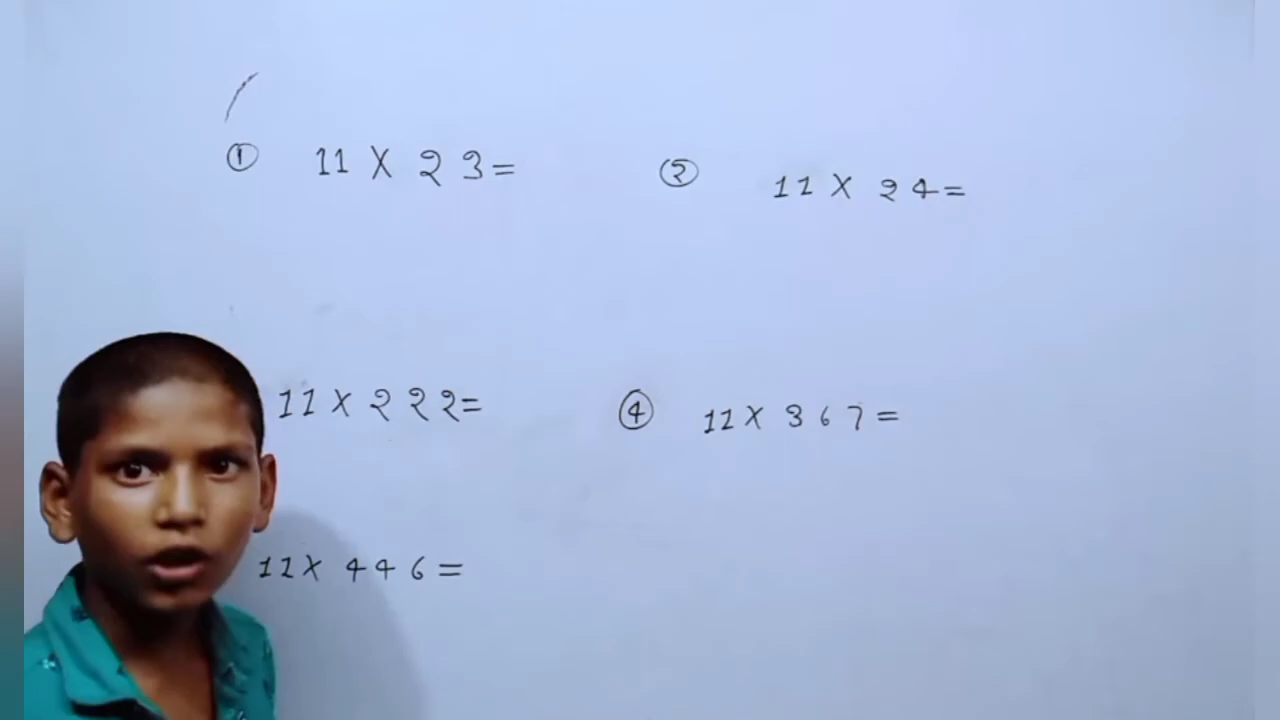 ① 11 X 23=
② 11 X 24=
11 X 222=
④ 11 X 367=
11 X 446=